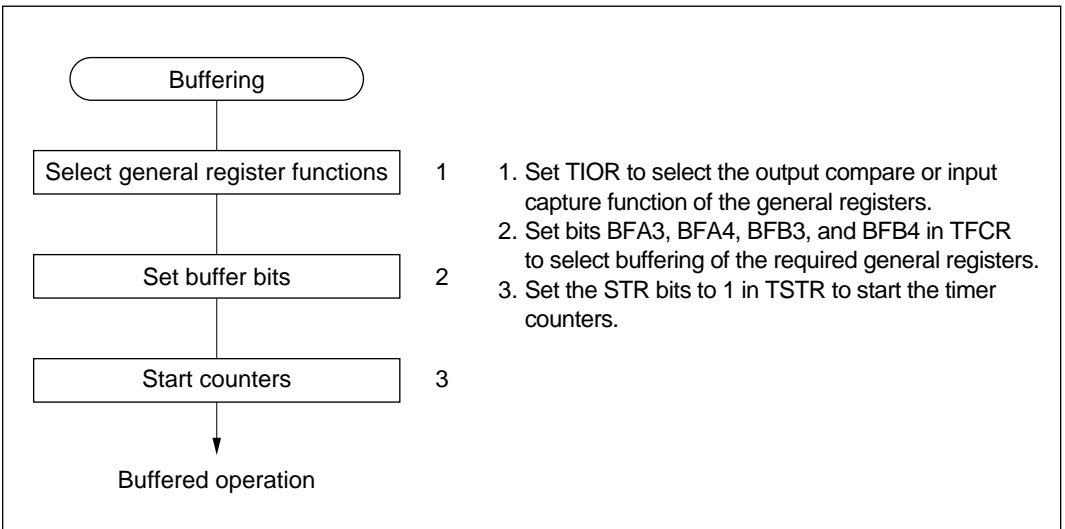 Buffering
Select general register functions
1
Set buffer bits
2
Start counters
3
Buffered operation
1. Set TIOR to select the output compare or input
capture function of the general registers.
2. Set bits BFA3, BFA4, BFB3, and BFB4 in TFCR
to select buffering of the required general registers.
3. Set the STR bits to 1 in TSTR to start the timer
counters.